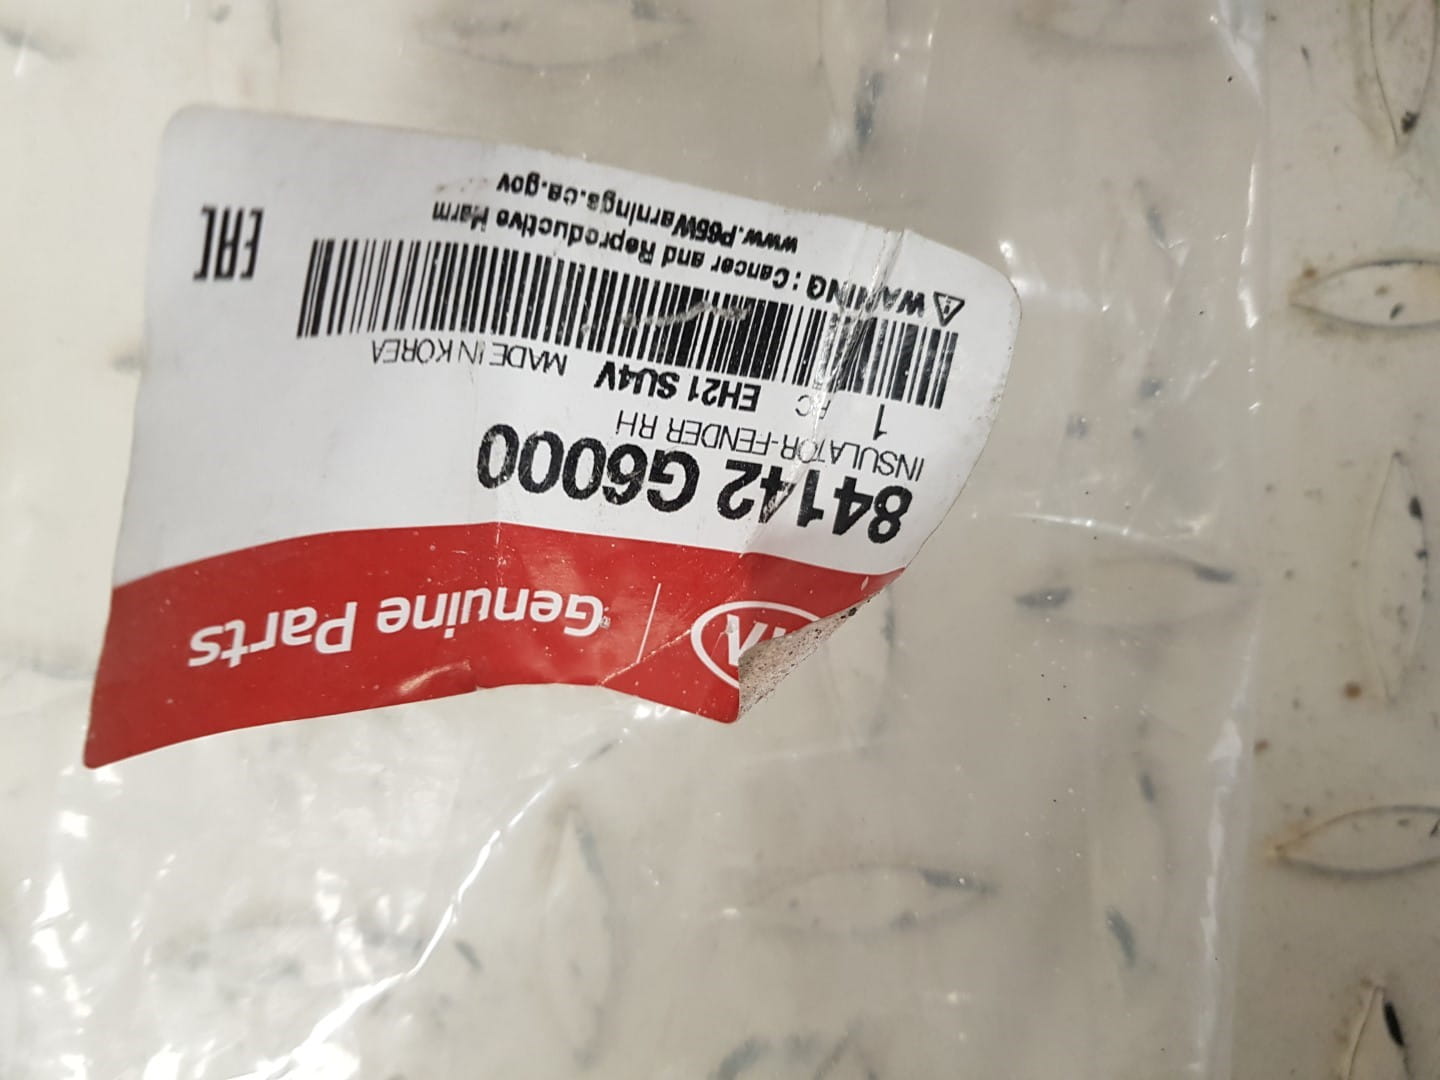 Genuine Parts
84142 G6000
INSULATOR-FENDER RH
1 PC EH21 SU4V MADE IN KOREA
⚠ WARNING : Cancer and Reproductive Harm
www.P65Warnings.ca.gov
EAC